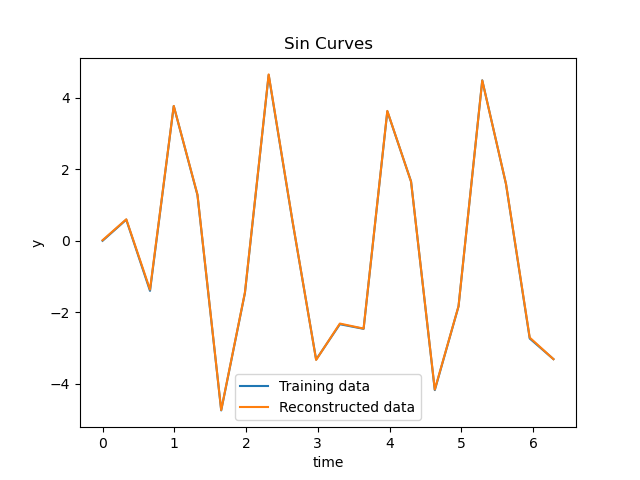 Sin Curves
y
4
2
0
−2
−4
Training data
Reconstructed data
0 1 2 3 4 5 6
time